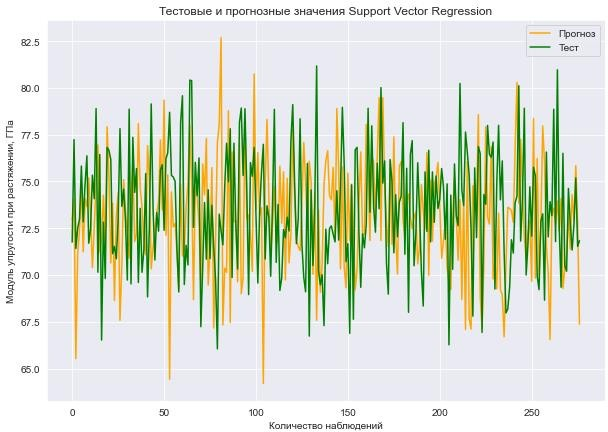 Тестовые и прогнозные значения Support Vector Regression
Прогноз
Тест
Модуль упругости при растяжении, ГПа
82.5
80.0
77.5
75.0
72.5
70.0
67.5
65.0
0
50
100
150
200
250
Количество наблюдений